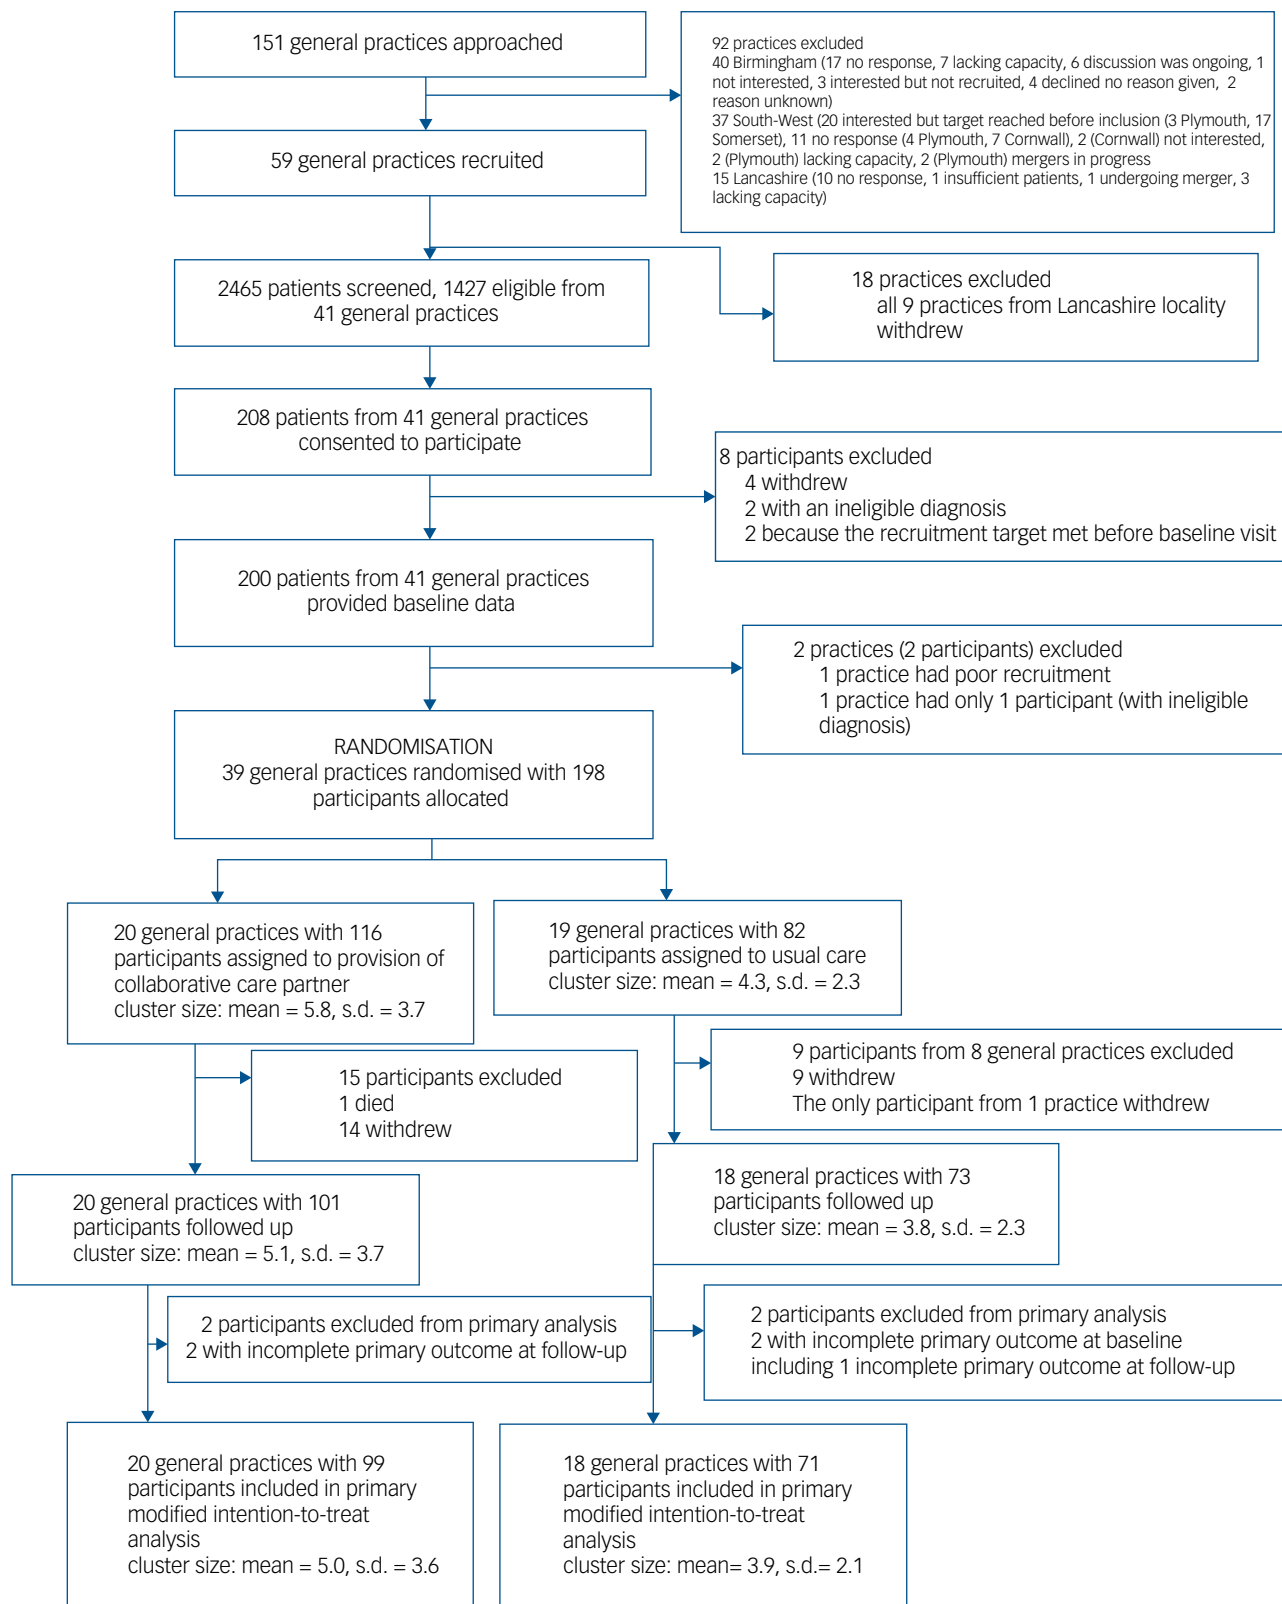 151 general practices approached
92 practices excluded
40 Birmingham (17 no response, 7 lacking capacity, 6 discussion was ongoing, 1
not interested, 3 interested but not recruited, 4 declined no reason given,  2
reason unknown)
37 South-West (20 interested but target reached before inclusion (3 Plymouth, 17
Somerset), 11 no response (4 Plymouth, 7 Cornwall), 2 (Cornwall) not interested,
2 (Plymouth) lacking capacity, 2 (Plymouth) mergers in progress
15 Lancashire (10 no response, 1 insufficient patients, 1 undergoing merger, 3
lacking capacity)
59 general practices recruited
2465 patients screened, 1427 eligible from
41 general practices
18 practices excluded
all 9 practices from Lancashire locality
withdrew
208 patients from 41 general practices
consented to participate
8 participants excluded
4 withdrew
2 with an ineligible diagnosis
2 because the recruitment target met before baseline visit
200 patients from 41 general practices
provided baseline data
2 practices (2 participants) excluded
1 practice had poor recruitment
1 practice had only 1 participant (with ineligible
diagnosis)
RANDOMISATION
39 general practices randomised with 198
participants allocated
20 general practices with 116
participants assigned to provision of
collaborative care partner
cluster size: mean = 5.8, s.d. = 3.7
19 general practices with 82
participants assigned to usual care
cluster size: mean = 4.3, s.d. = 2.3
15 participants excluded
1 died
14 withdrew
9 participants from 8 general practices excluded
9 withdrew
The only participant from 1 practice withdrew
20 general practices with 101
participants followed up
cluster size: mean = 5.1, s.d. = 3.7
18 general practices with 73
participants followed up
cluster size: mean = 3.8, s.d. = 2.3
2 participants excluded from primary analysis
2 with incomplete primary outcome at follow-up
2 participants excluded from primary analysis
2 with incomplete primary outcome at baseline
including 1 incomplete primary outcome at follow-up
20 general practices with 99
participants included in primary
modified intention-to-treat
analysis
cluster size: mean = 5.0, s.d. = 3.6
18 general practices with 71
participants included in primary
modified intention-to-treat
analysis
cluster size: mean= 3.9, s.d.= 2.1